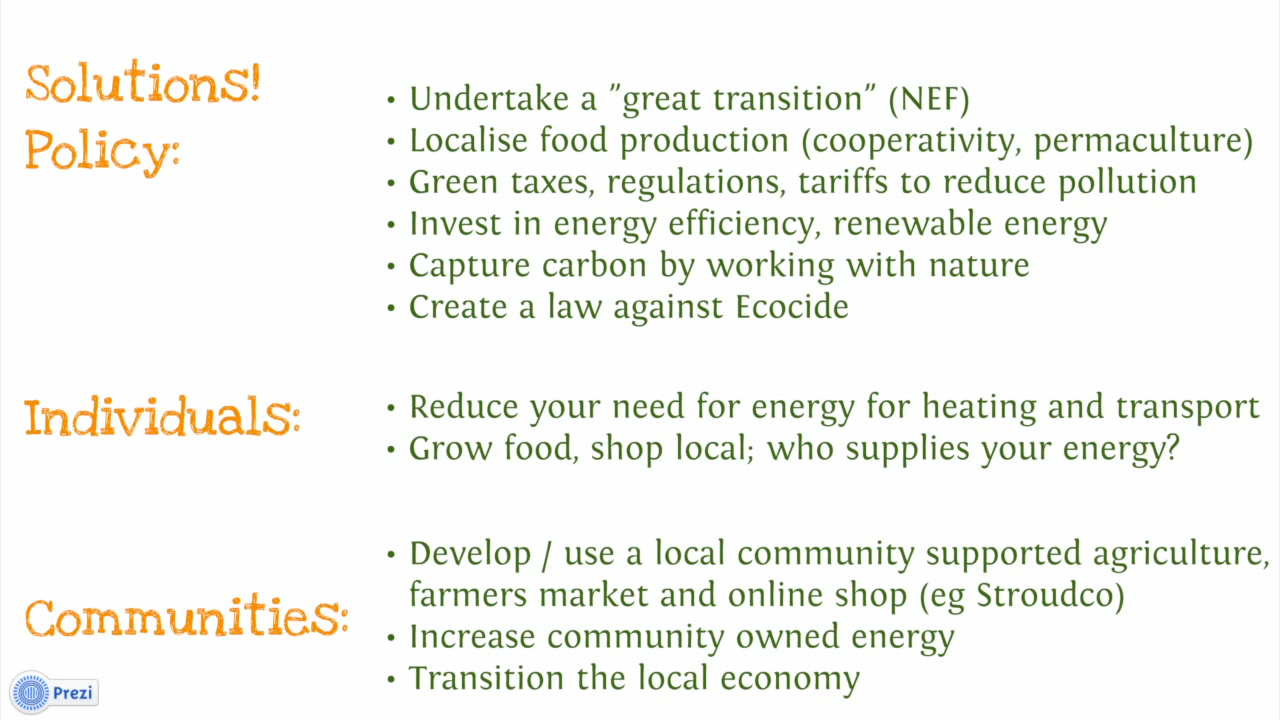 Solutions!
Policy:
• Undertake a "great transition" (NEF)
• Localise food production (cooperativity, permaculture)
• Green taxes, regulations, tariffs to reduce pollution
• Invest in energy efficiency, renewable energy
• Capture carbon by working with nature
• Create a law against Ecocide
Individuals:
• Reduce your need for energy for heating and transport
• Grow food, shop local; who supplies your energy?
Communities:
• Develop / use a local community supported agriculture,
farmers market and online shop (eg Stroudco)
• Increase community owned energy
• Transition the local economy
Prezi